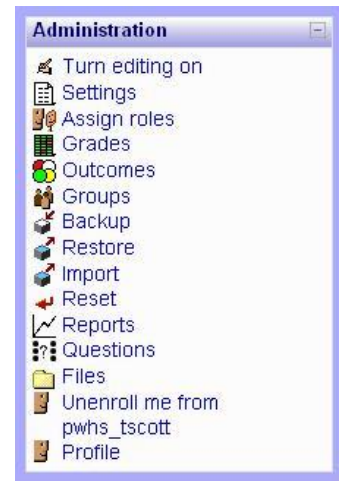 Administration
Turn editing on
Settings
Assign roles
Grades
Outcomes
Groups
Backup
Restore
Import
Reset
Reports
Questions
Files
Unenroll me from
pwhs_tscott
Profile